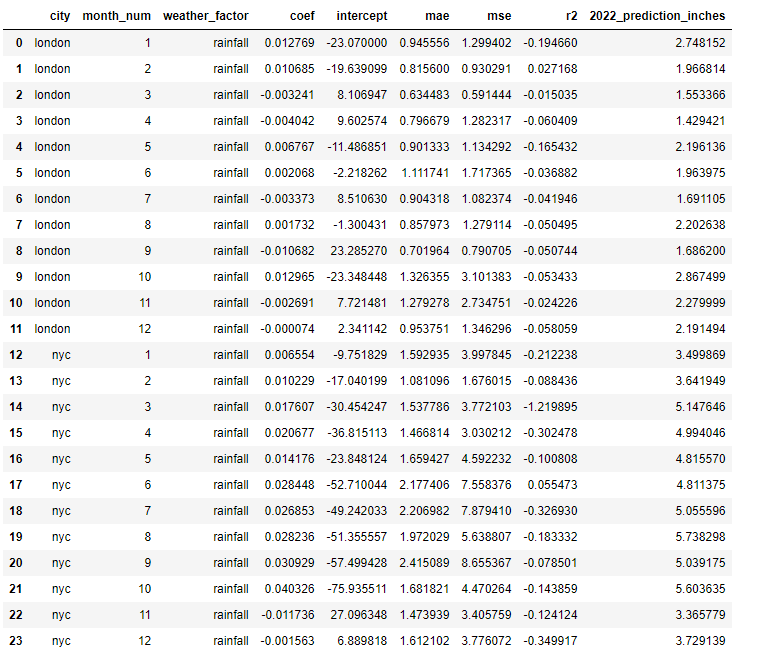 city month_num weather_factor coef intercept mae mse r2 2022_prediction_inches
0 london 1 rainfall 0.012769 -23.070000 0.945556 1.299402 -0.194660 2.748152
1 london 2 rainfall 0.010685 -19.639099 0.815600 0.930291 0.027168 1.966814
2 london 3 rainfall -0.003241 8.106947 0.634483 0.591444 -0.015035 1.553366
3 london 4 rainfall -0.004042 9.602574 0.796679 1.282317 -0.060409 1.429421
4 london 5 rainfall 0.006767 -11.486851 0.901333 1.134292 -0.165432 2.196136
5 london 6 rainfall 0.002068 -2.218262 1.111741 1.717365 -0.036882 1.963975
6 london 7 rainfall -0.003373 8.510630 0.904318 1.082374 -0.041946 1.691105
7 london 8 rainfall 0.001732 -1.300431 0.857973 1.279114 -0.050495 2.202638
8 london 9 rainfall -0.010682 23.285270 0.701964 0.790705 -0.050744 1.686200
9 london 10 rainfall 0.012965 -23.348448 1.326355 3.101383 -0.053433 2.867499
10 london 11 rainfall -0.002691 7.721481 1.279278 2.734751 -0.024226 2.279999
11 london 12 rainfall -0.000074 2.341142 0.953751 1.346296 -0.058059 2.191494
12 nyc 1 rainfall 0.006554 -9.751829 1.592935 3.997845 -0.212238 3.499869
13 nyc 2 rainfall 0.010229 -17.040199 1.081096 1.676015 -0.088436 3.641949
14 nyc 3 rainfall 0.017607 -30.454247 1.537786 3.772103 -1.219895 5.147646
15 nyc 4 rainfall 0.020677 -36.815113 1.466814 3.030212 -0.302478 4.994046
16 nyc 5 rainfall 0.014176 -23.848124 1.659427 4.592232 -0.100808 4.815570
17 nyc 6 rainfall 0.028448 -52.710044 2.177406 7.558376 0.055473 4.811375
18 nyc 7 rainfall 0.026853 -49.242033 2.206982 7.879410 -0.326930 5.055596
19 nyc 8 rainfall 0.028236 -51.355557 1.972029 5.638807 -0.183332 5.738298
20 nyc 9 rainfall 0.030929 -57.499428 2.415089 8.655367 -0.078501 5.039175
21 nyc 10 rainfall 0.040326 -75.935511 1.681821 4.470264 -0.143859 5.603635
22 nyc 11 rainfall -0.011736 27.096348 1.473939 3.405759 -0.124124 3.365779
23 nyc 12 rainfall -0.001563 6.889818 1.612102 3.776072 -0.349917 3.729139